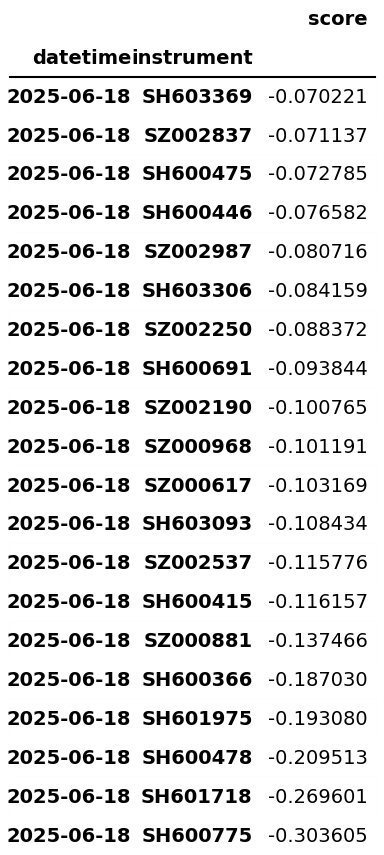 score
datetime instrument
2025-06-18 SH603369 -0.070221
2025-06-18 SZ002837 -0.071137
2025-06-18 SH600475 -0.072785
2025-06-18 SH600446 -0.076582
2025-06-18 SZ002987 -0.080716
2025-06-18 SH603306 -0.084159
2025-06-18 SZ002250 -0.088372
2025-06-18 SH600691 -0.093844
2025-06-18 SZ002190 -0.100765
2025-06-18 SZ000968 -0.101191
2025-06-18 SZ000617 -0.103169
2025-06-18 SH603093 -0.108434
2025-06-18 SZ002537 -0.115776
2025-06-18 SH600415 -0.116157
2025-06-18 SZ000881 -0.137466
2025-06-18 SH600366 -0.187030
2025-06-18 SH601975 -0.193080
2025-06-18 SH600478 -0.209513
2025-06-18 SH601718 -0.269601
2025-06-18 SH600775 -0.303605